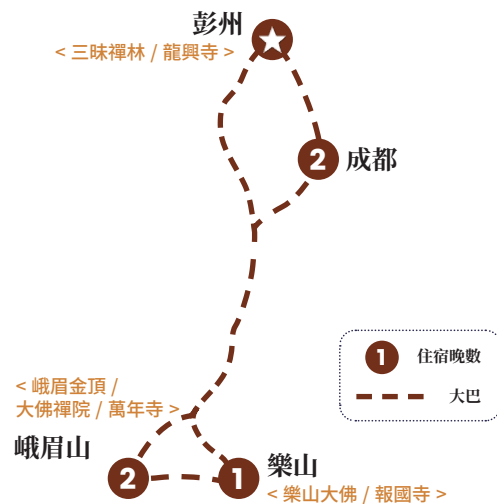 彭州
< 三昧禪林 / 龍興寺 >
2
成都
1
住宿晚數
大巴
< 峨眉金頂 /
大佛禪院 / 萬年寺 >
峨眉山
2
1
樂山
< 樂山大佛 / 報國寺 >